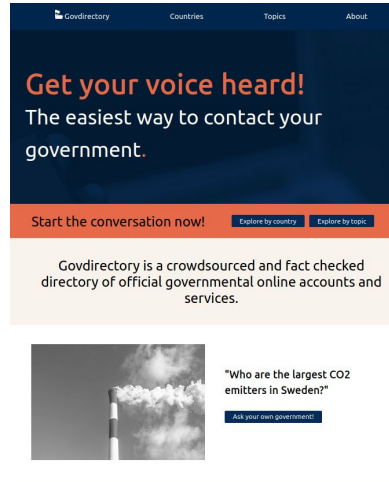 Govdirectory Countries Topics About
Get your voice heard!
The easiest way to contact your
government.
Start the conversation now! Explore by country Explore by topic
Govdirectory is a crowdsourced and fact checked
directory of official governmental online accounts and
services.
"Who are the largest CO2
emitters in Sweden?"
Ask your own government!